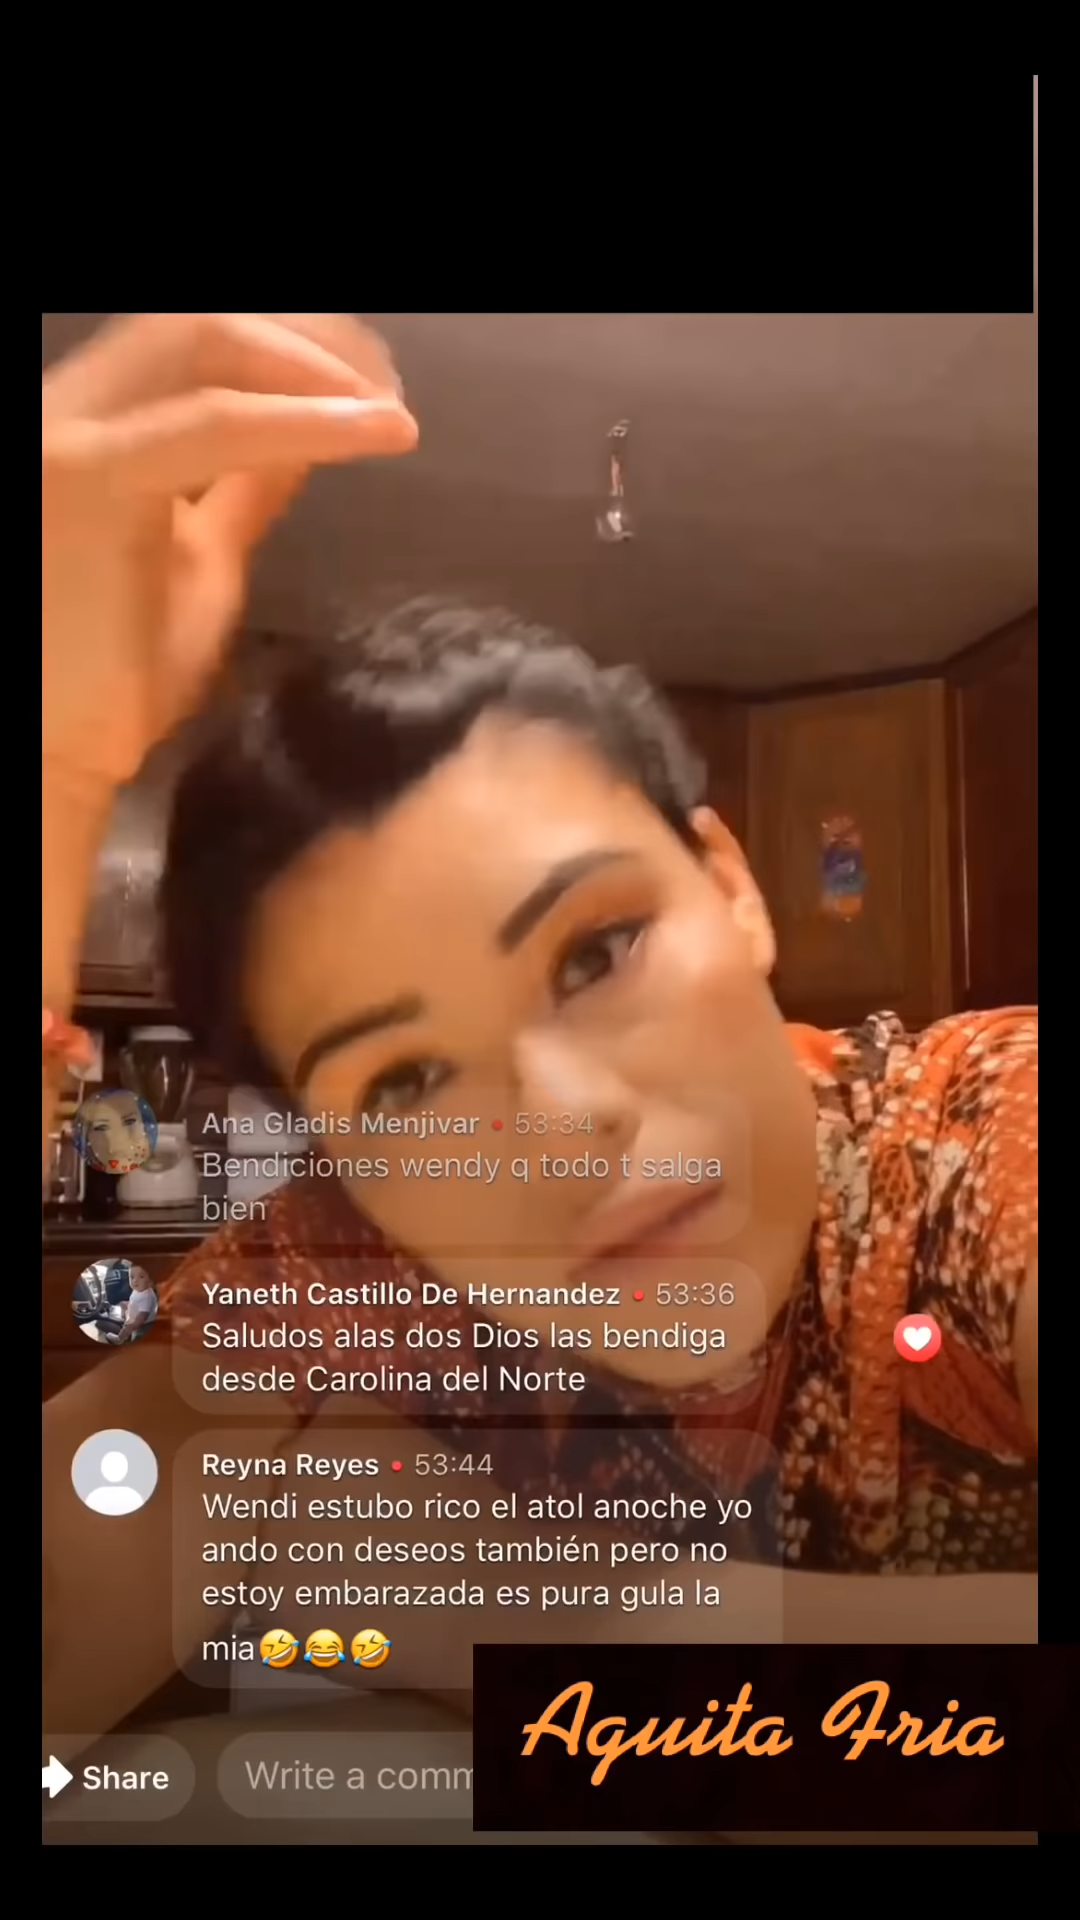 Ana Gladis Menjivar • 53:34
Bendiciones wendy q todo t salga
bien
Yaneth Castillo De Hernandez • 53:36
Saludos alas dos Dios las bendiga
desde Carolina del Norte
Reyna Reyes • 53:44
Wendi estubo rico el atol anoche yo
ando con deseos también pero no
estoy embarazada es pura gula la
mia🤣😂🤣
Share
Write a comm
Aguita Fria